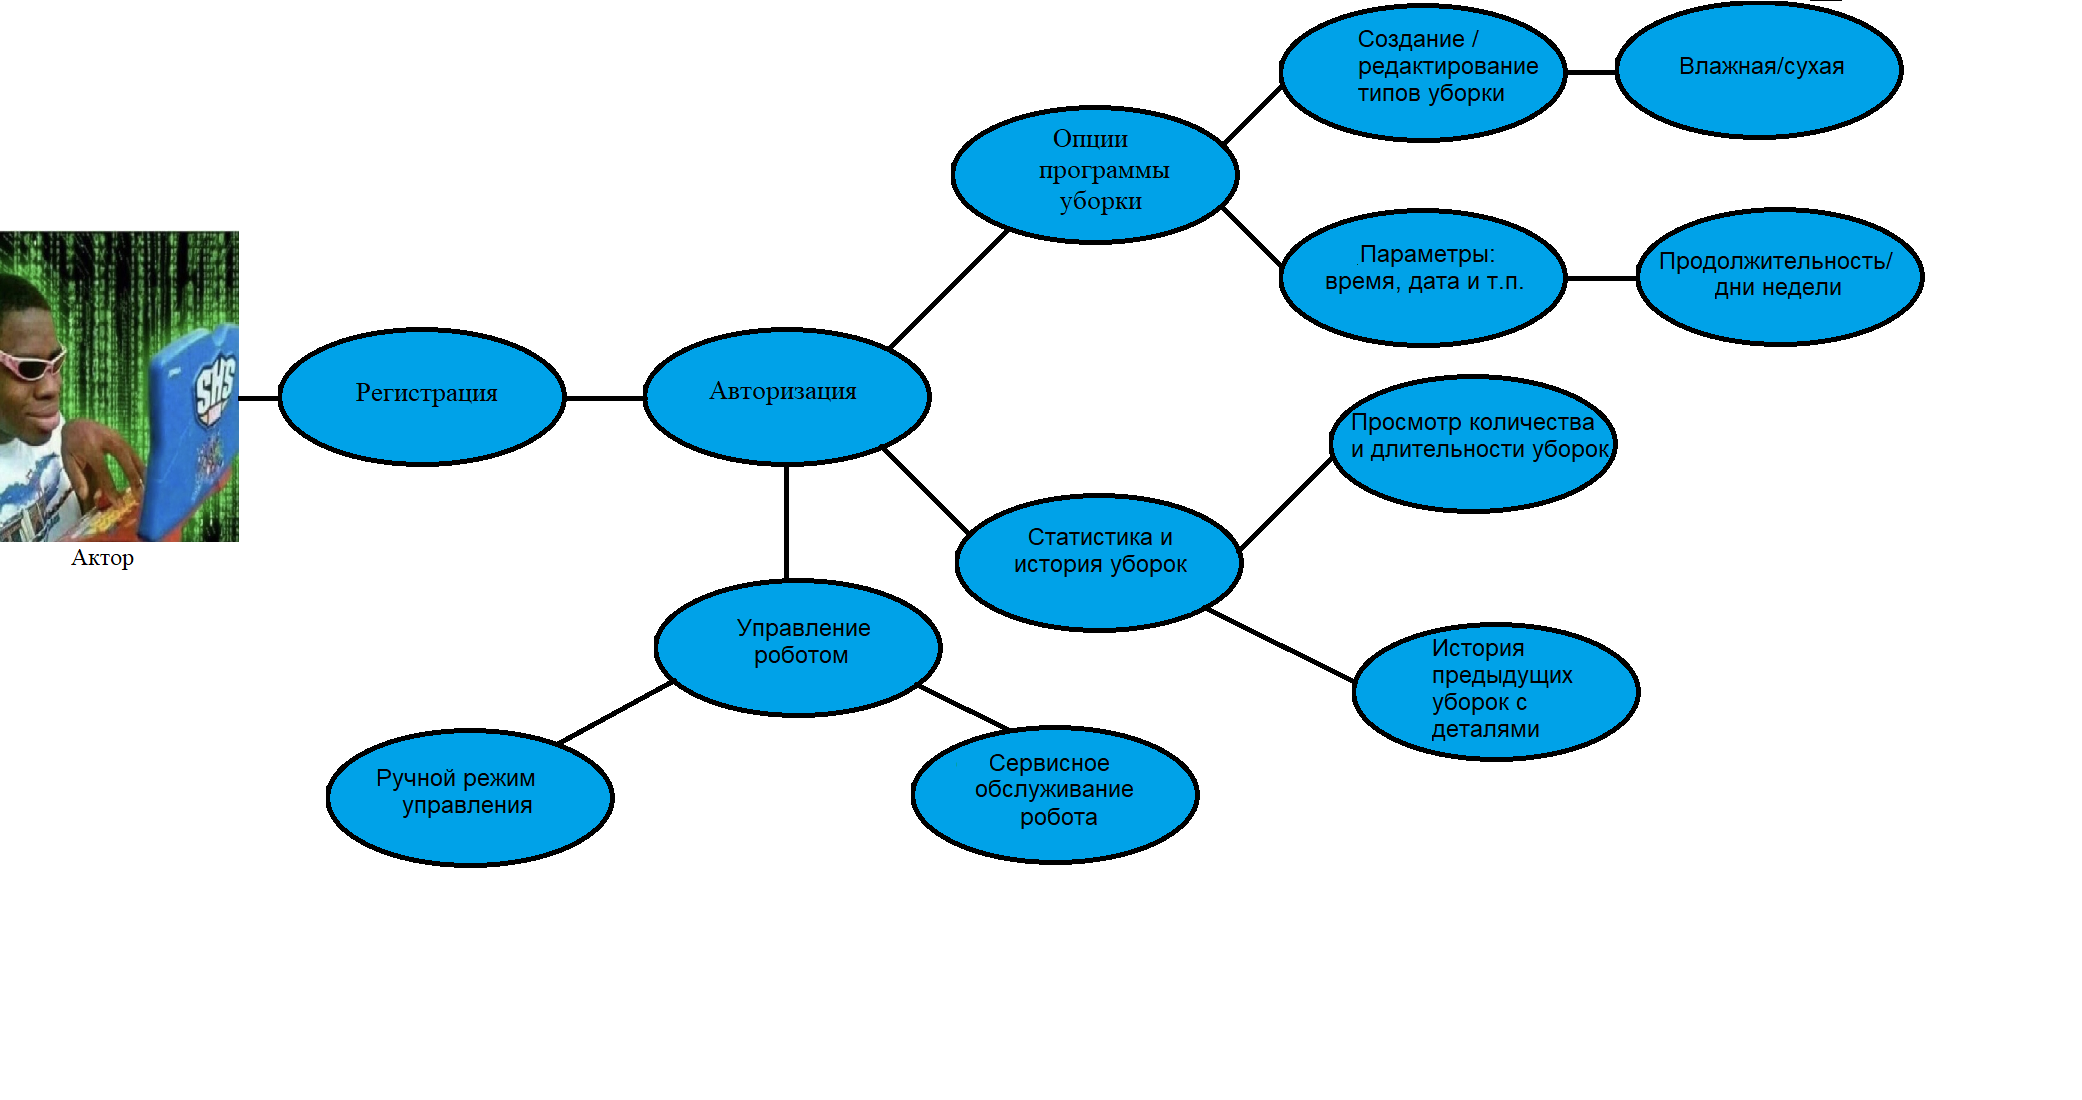 Создание /
редактирование
типов уборки
Влажная/сухая
Опции
программы
уборки
Параметры:
время, дата и т.п.
Продолжительность/
дни недели
SHS
Регистрация
Авторизация
Просмотр количества
и длительности уборок
Статистика и
история уборок
Актор
Управление
роботом
История
предыдущих
уборок с
деталями
Ручной режим
управления
Сервисное
обслуживание
робота